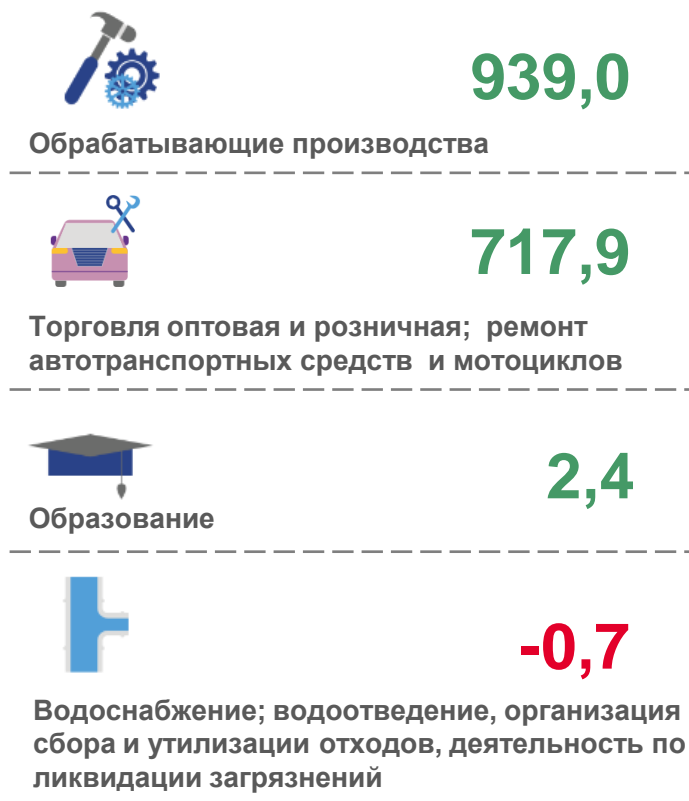 939,0
Обрабатывающие производства
717,9
Торговля оптовая и розничная; ремонт
автотранспортных средств и мотоциклов
2,4
Образование
-0,7
Водоснабжение; водоотведение, организация
сбора и утилизации отходов, деятельность по
ликвидации загрязнений